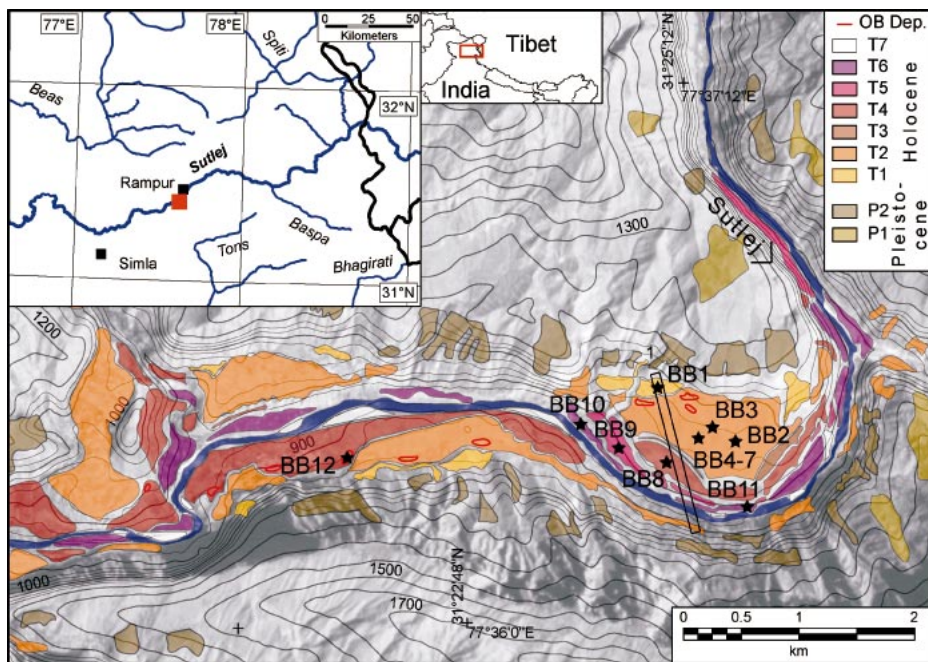 77°E
78°E
0 25 50
Kilometers
Spiti
Tibet
India
Beas
32°N
Sutlej
Rampur
Simla
Tons
Baspa
Bhagirati
31°N
31°25'12"N
77°37'12"E
OB Dep.
T7
T6
T5
T4
T3
T2
T1
Holocene
P2
P1
Pleisto-
cene
Sutlej
1300
1200
1000
900
1
BB1
BB3
BB2
BB4-7
BB10
BB9
BB8
BB11
BB12
1000
1500
1700
31°22'48"N
77°36'0"E
0 0.5 1 2
km